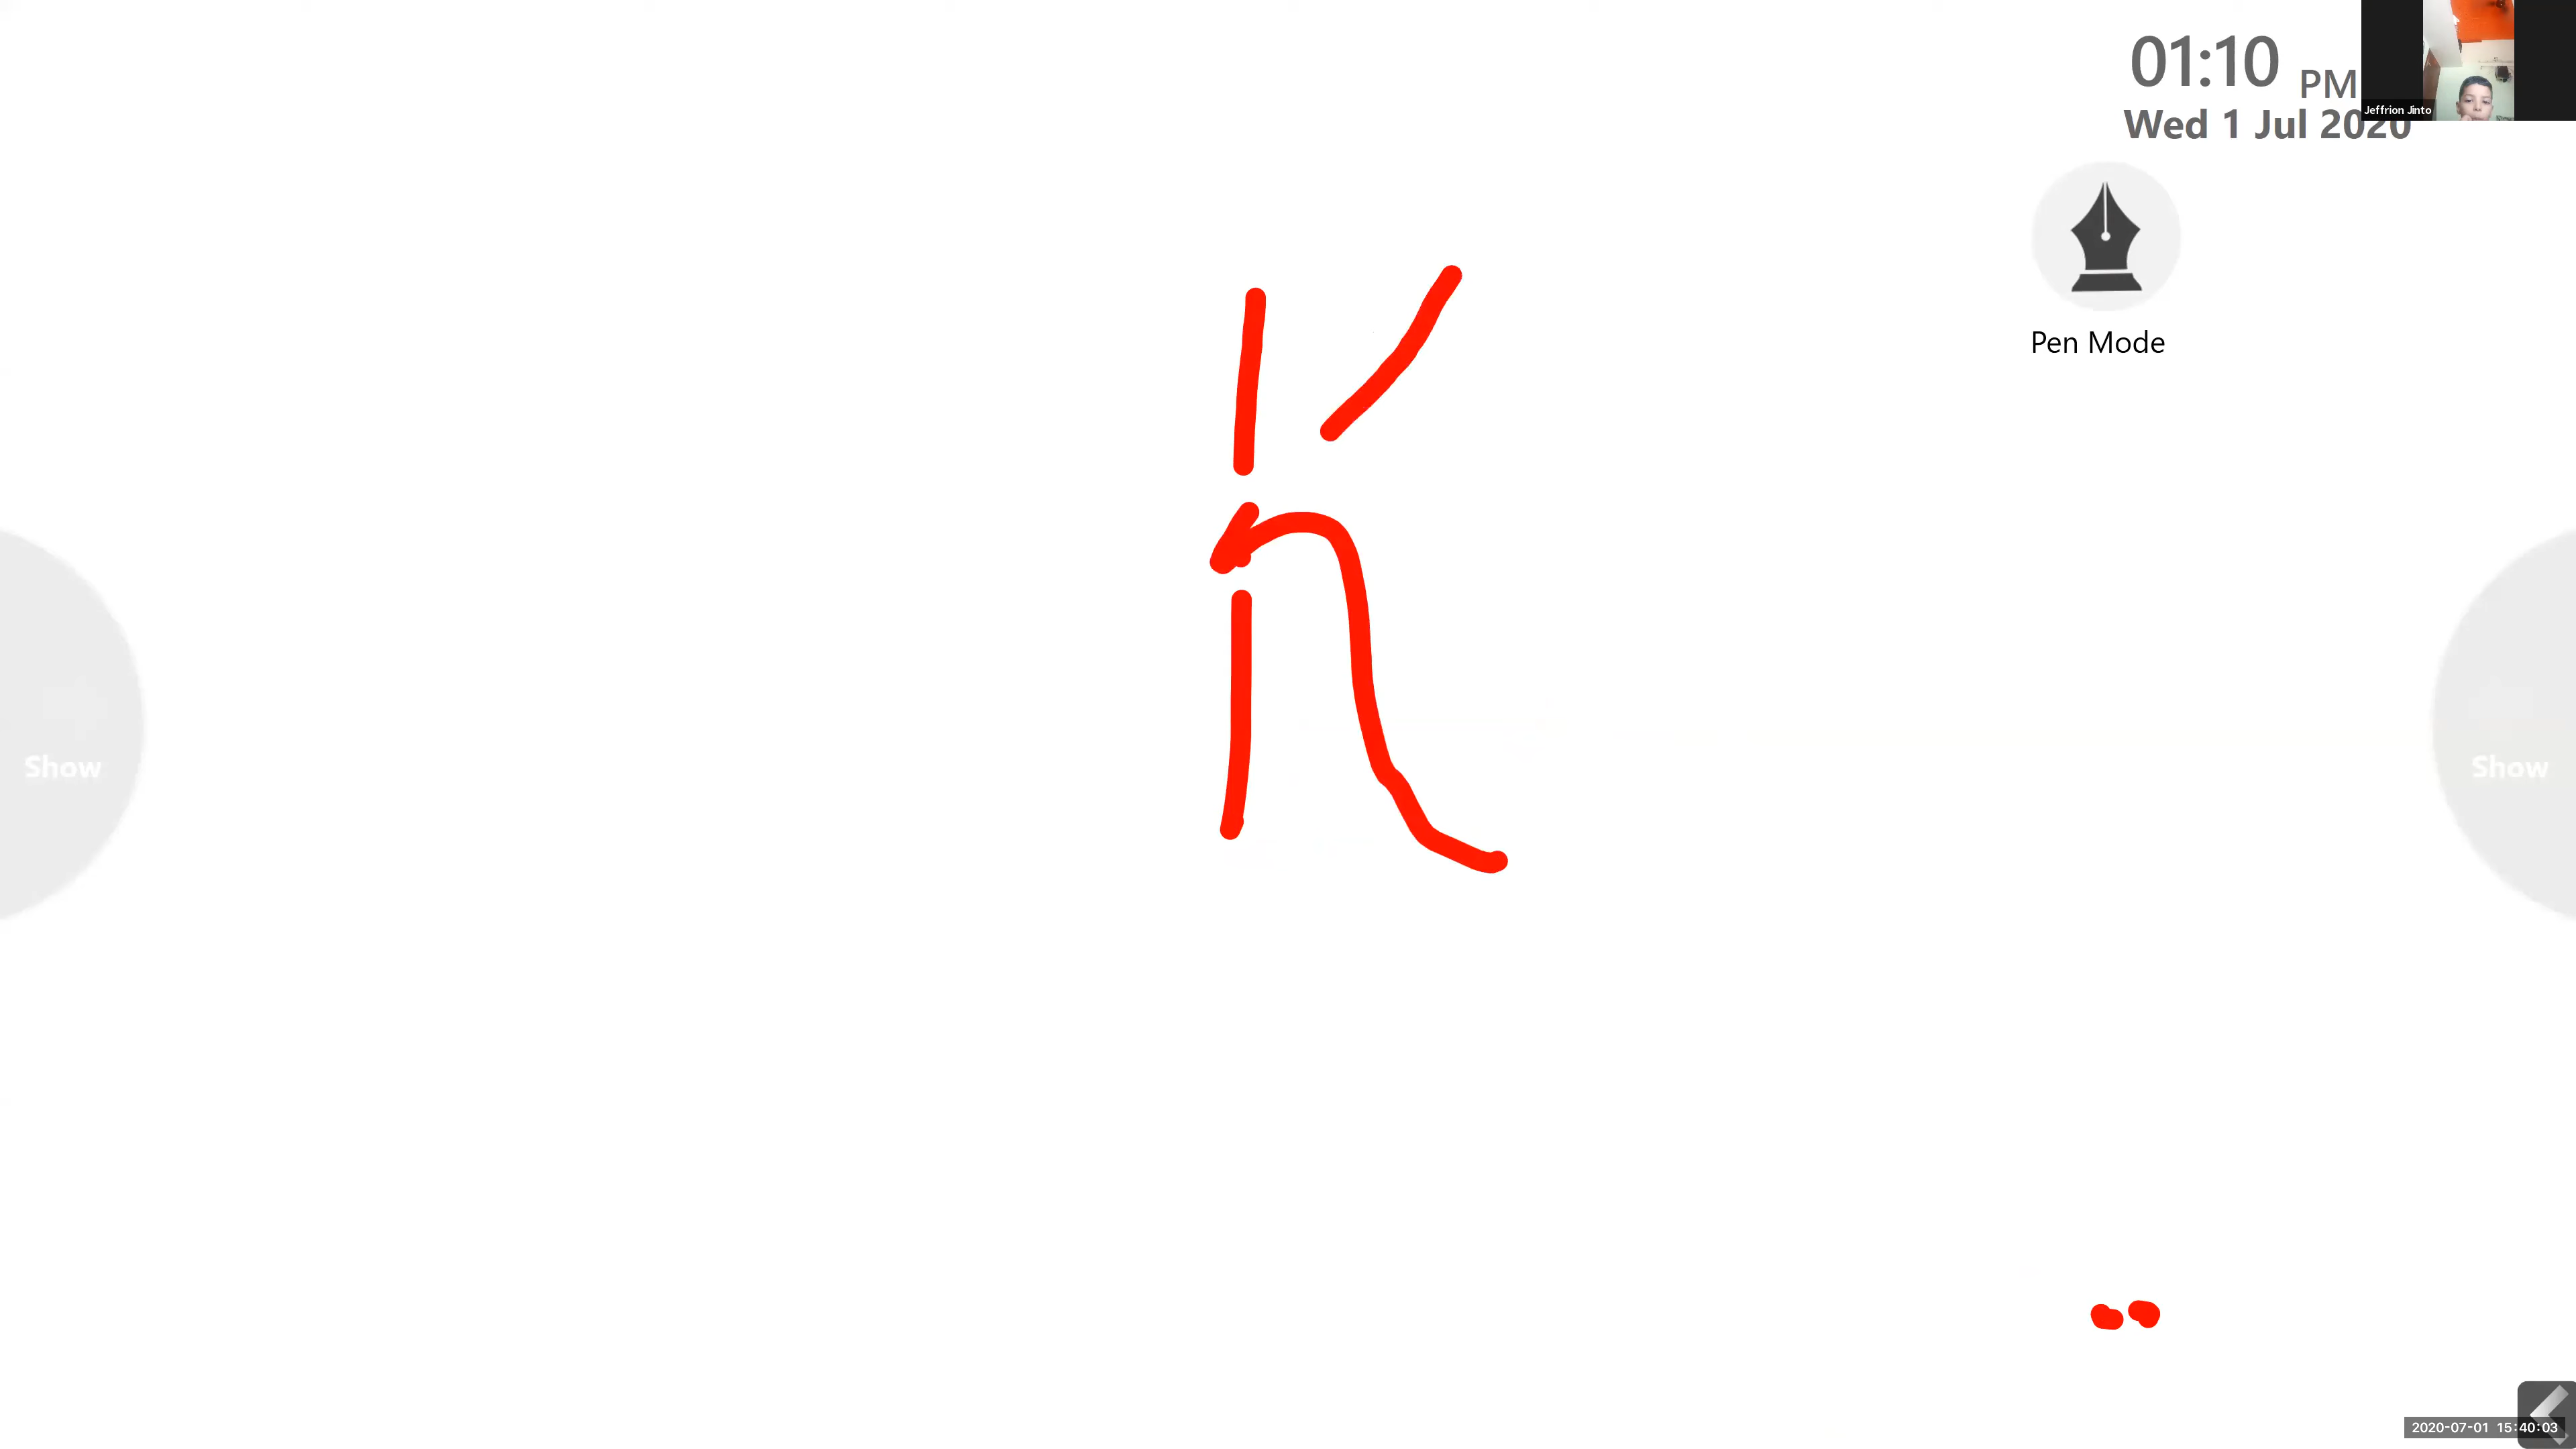 01:10 PM
Wed 1 Jul 2020
Jeffrion Jinto
Pen Mode
K
Show
Show
2020-07-01 15:40:03